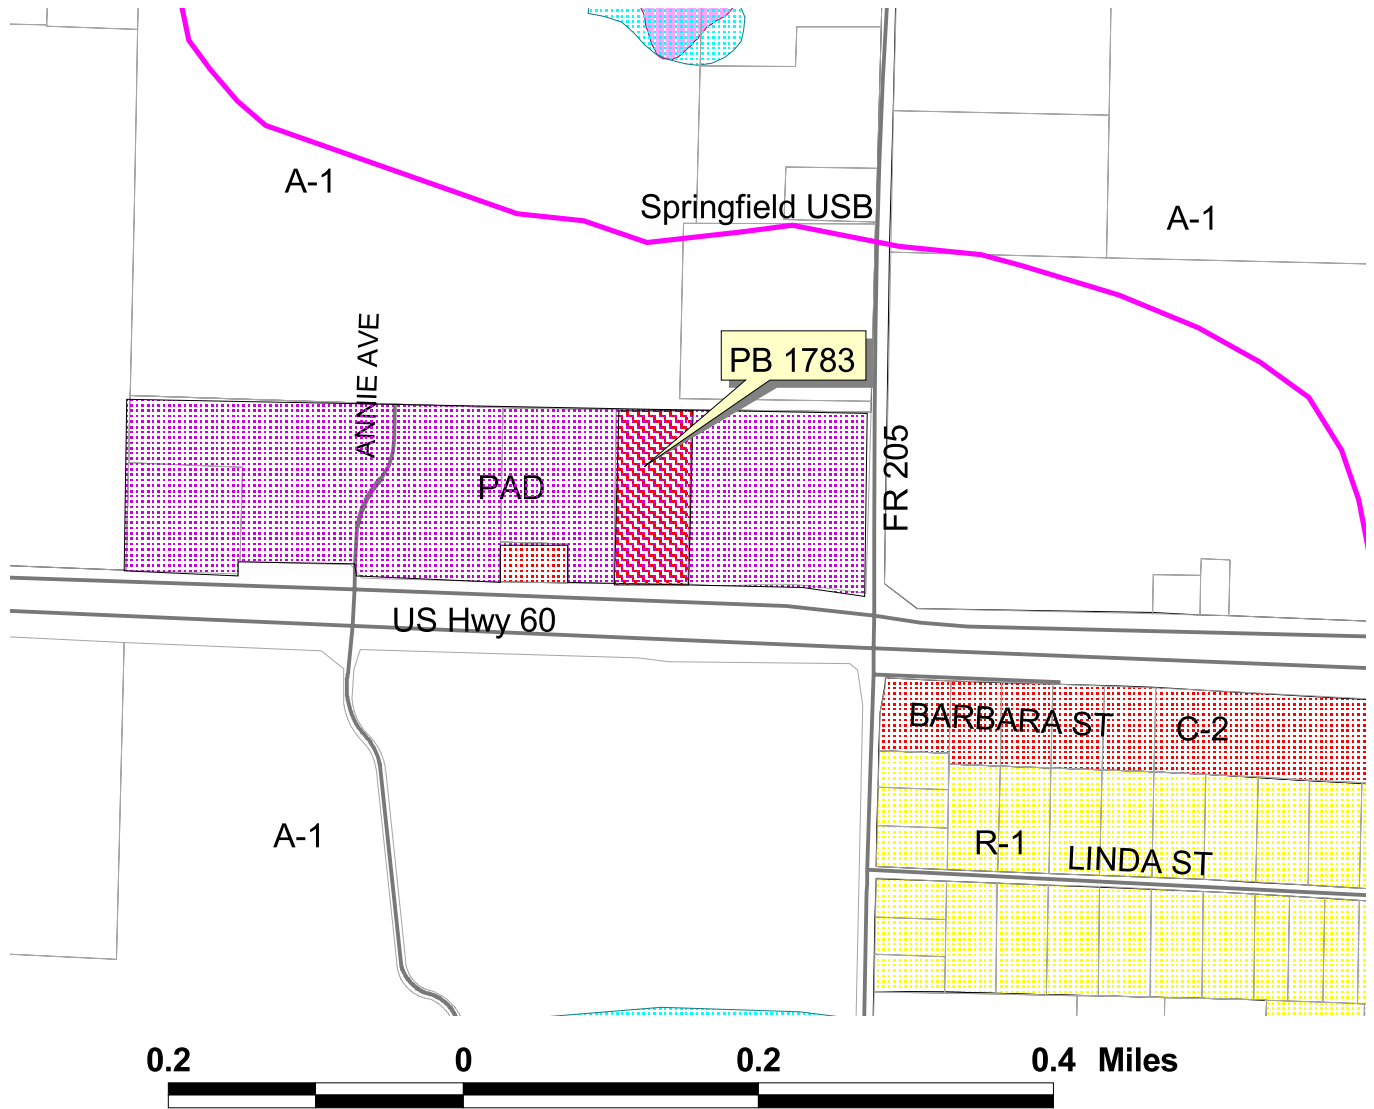 A-1
Springfield USB
A-1
ANNIE AVE
PB 1783
FR 205
PAD
US Hwy 60
BARBARA ST
C-2
A-1
R-1
LINDA ST
0.2 0 0.2 0.4 Miles